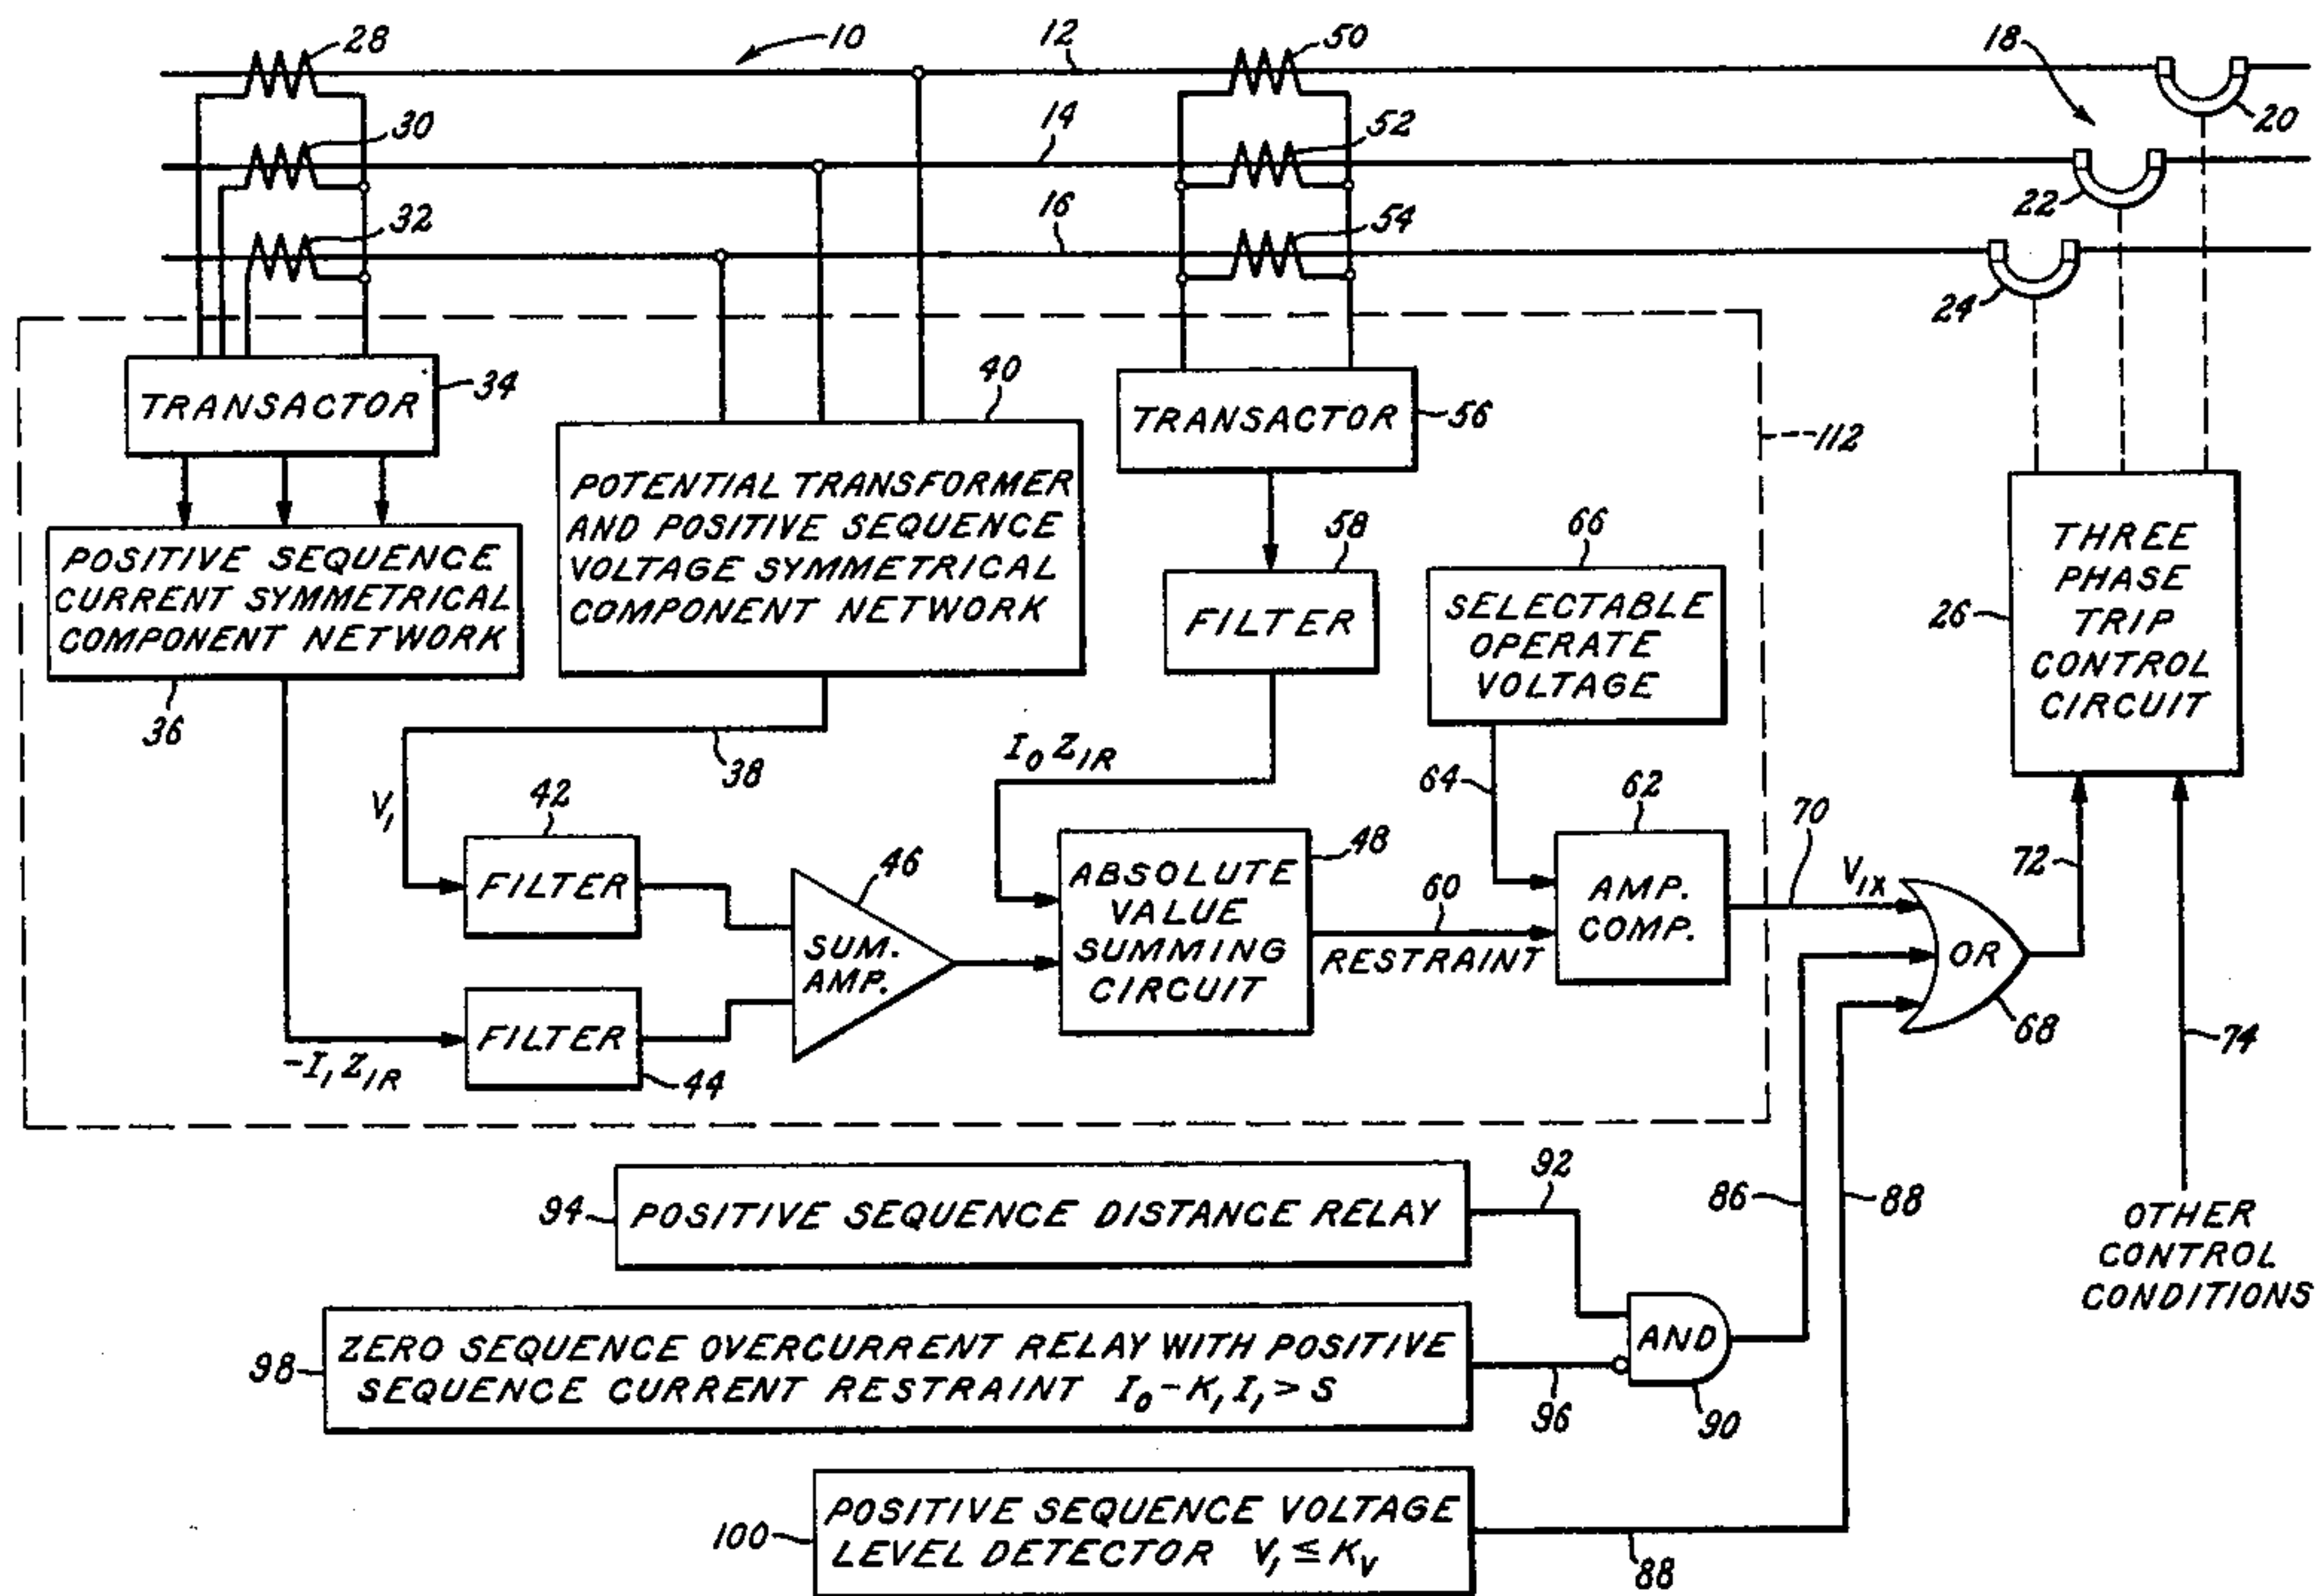 28
10
12
50
18
20
30
14
52
22
32
16
54
24
TRANSACTOR
34
40
TRANSACTOR
56
112
POSITIVE SEQUENCE
CURRENT SYMMETRICAL
COMPONENT NETWORK
36
POTENTIAL TRANSFORMER
AND POSITIVE SEQUENCE
VOLTAGE SYMMETRICAL
COMPONENT NETWORK
38
58
FILTER
66
SELECTABLE
OPERATE
VOLTAGE
26
THREE
PHASE
TRIP
CONTROL
CIRCUIT
V₁
42
FILTER
46
SUM.
AMP.
I₀ Z₁R
48
ABSOLUTE
VALUE
SUMMING
CIRCUIT
64
62
AMP.
COMP.
60
RESTRAINT
70
V₁X
72
OR
68
74
-I₁ Z₁R
FILTER
44
94
POSITIVE SEQUENCE DISTANCE RELAY
92
86
88
OTHER
CONTROL
CONDITIONS
98
ZERO SEQUENCE OVERCURRENT RELAY WITH POSITIVE
SEQUENCE CURRENT RESTRAINT I₀ - K₁ I₁ > S
96
AND
90
100
POSITIVE SEQUENCE VOLTAGE
LEVEL DETECTOR V₁ ≤ KV
88